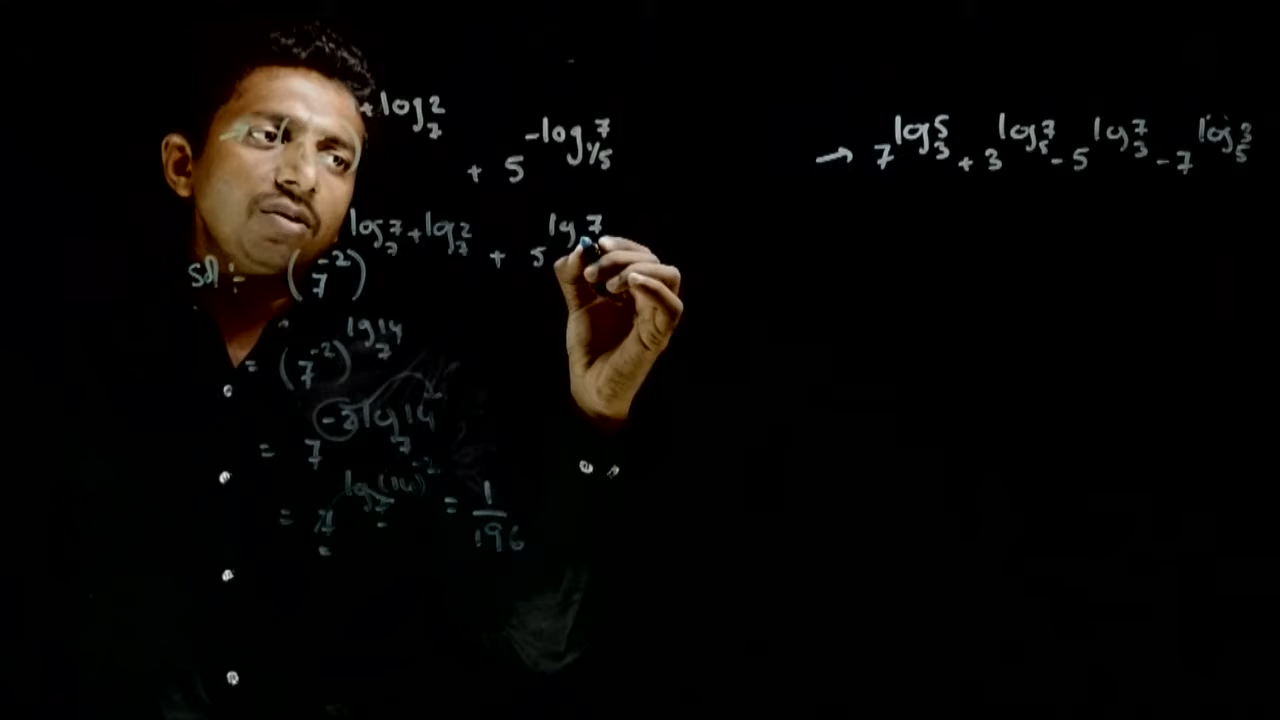 +log₇2 + 5^(-log_(1/5)7)
→ 7^(log₃5) + 3^(log₅7) - 5^(log₃7) - 7^(log₅3)
Sol :- (7^(-2))^(log₇7 + log₇2) + 5^(log 7)
= (7^(-2))^(log₇14)
= 7^(-2log₇14)
= 7^(log₇(14)^(-2)) = 1/196